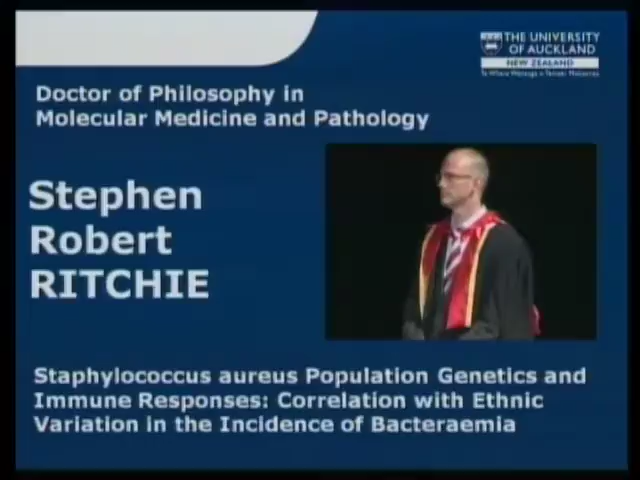 THE UNIVERSITY
OF AUCKLAND
NEW ZEALAND
Doctor of Philosophy in
Molecular Medicine and Pathology
Stephen
Robert
RITCHIE
Staphylococcus aureus Population Genetics and
Immune Responses: Correlation with Ethnic
Variation in the Incidence of Bacteraemia